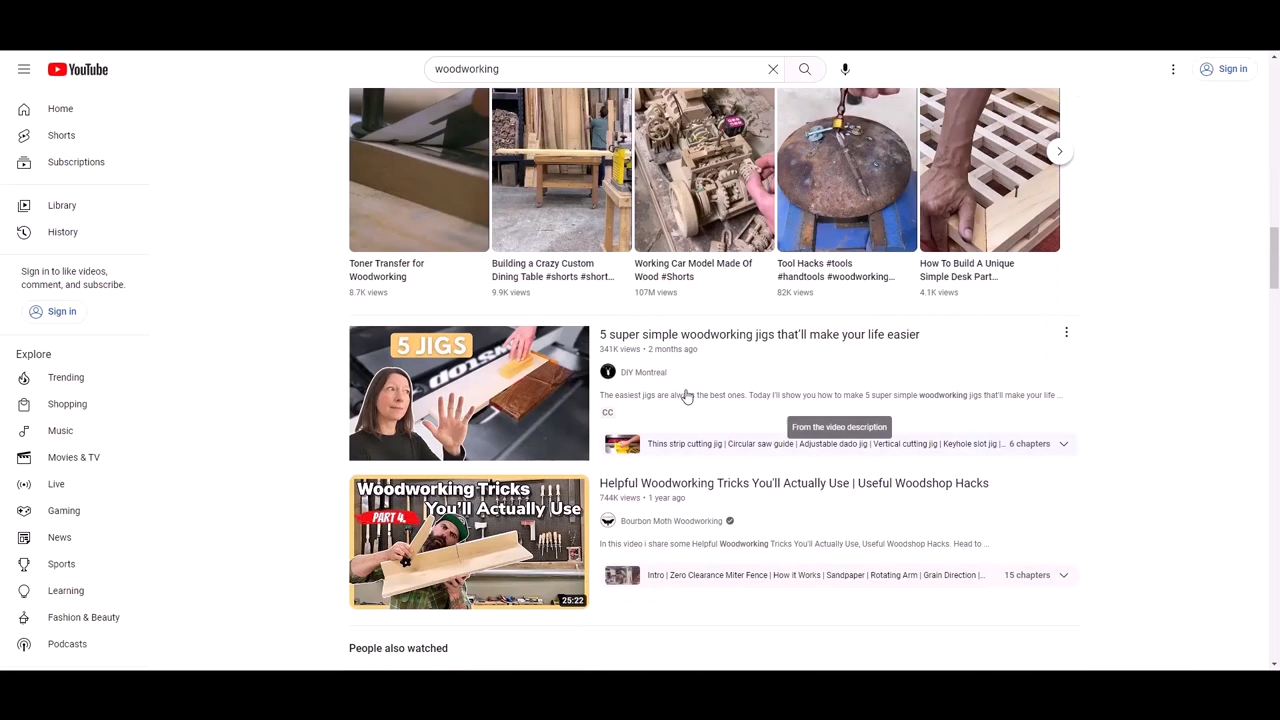 YouTube
woodworking
Sign in
Home
Shorts
Subscriptions
Library
History
Sign in to like videos,
comment, and subscribe.
Sign in
Explore
Trending
Shopping
Music
Movies & TV
Live
Gaming
News
Sports
Learning
Fashion & Beauty
Podcasts
Toner Transfer for
Woodworking
8.7K views
Building a Crazy Custom
Dining Table #shorts #short...
9.9K views
Working Car Model Made Of
Wood #Shorts
107M views
Tool Hacks #tools
#handtools #woodworking...
82K views
How To Build A Unique
Simple Desk Part...
4.1K views
5 JIGS
5 super simple woodworking jigs that'll make your life easier
341K views • 2 months ago
DIY Montreal
The easiest jigs are always the best ones. Today I'll show you how to make 5 super simple woodworking jigs that'll make your life ...
CC
From the video description
Thins strip cutting jig | Circular saw guide | Adjustable dado jig | Vertical cutting jig | Keyhole slot jig |... 6 chapters
Woodworking Tricks
You'll Actually Use
PART 4.
25:22
Helpful Woodworking Tricks You'll Actually Use | Useful Woodshop Hacks
744K views • 1 year ago
Bourbon Moth Woodworking
In this video i share some Helpful Woodworking Tricks You'll Actually Use, Useful Woodshop Hacks. Head to ...
Intro | Zero Clearance Miter Fence | How it Works | Sandpaper | Rotating Arm | Grain Direction |... 15 chapters
People also watched